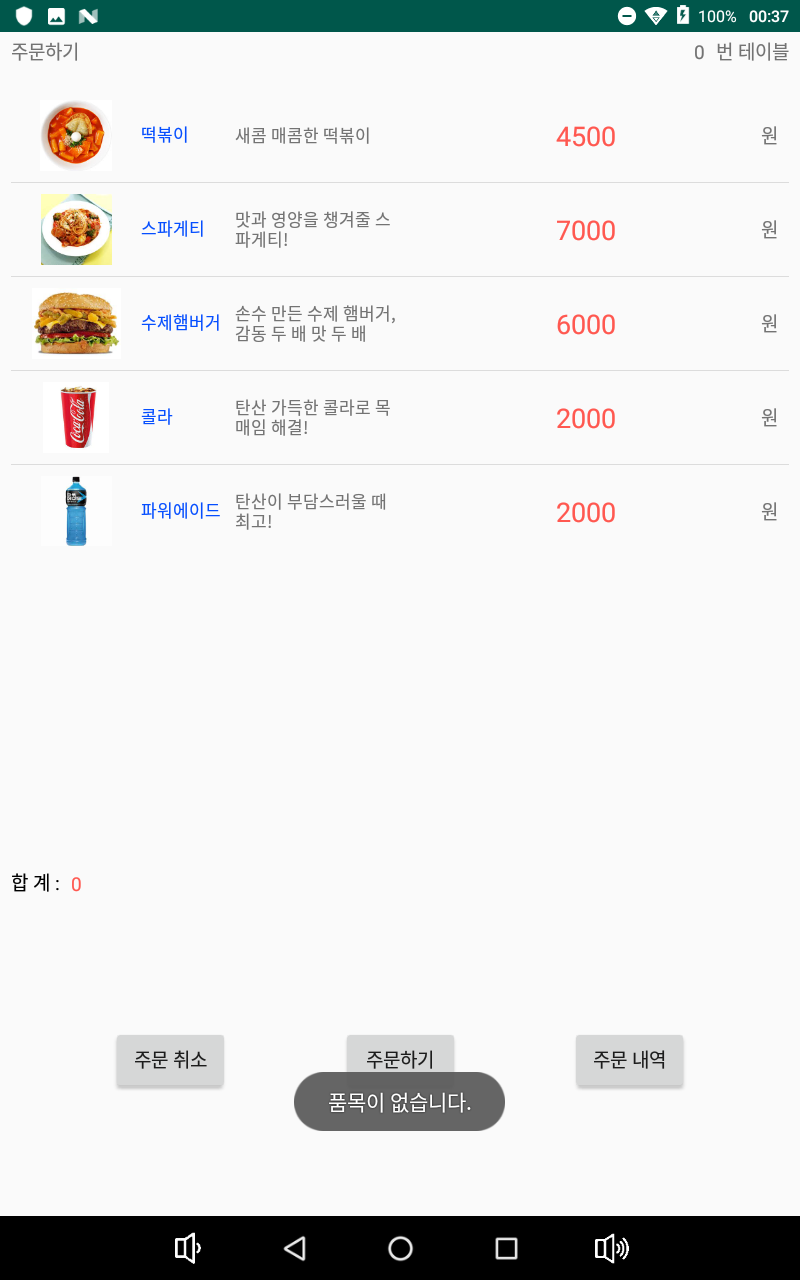 100% 00:37
주문하기 0 번 테이블
떡볶이 새콤 매콤한 떡볶이 4500 원
스파게티 맛과 영양을 챙겨줄 스
파게티! 7000 원
수제햄버거 손수 만든 수제 햄버거,
감동 두 배 맛 두 배 6000 원
Coca-Cola
콜라 탄산 가득한 콜라로 목
매임 해결! 2000 원
파워에이드 탄산이 부담스러울 때
최고! 2000 원
합 계 : 0
주문 취소 주문하기 주문 내역
품목이 없습니다.